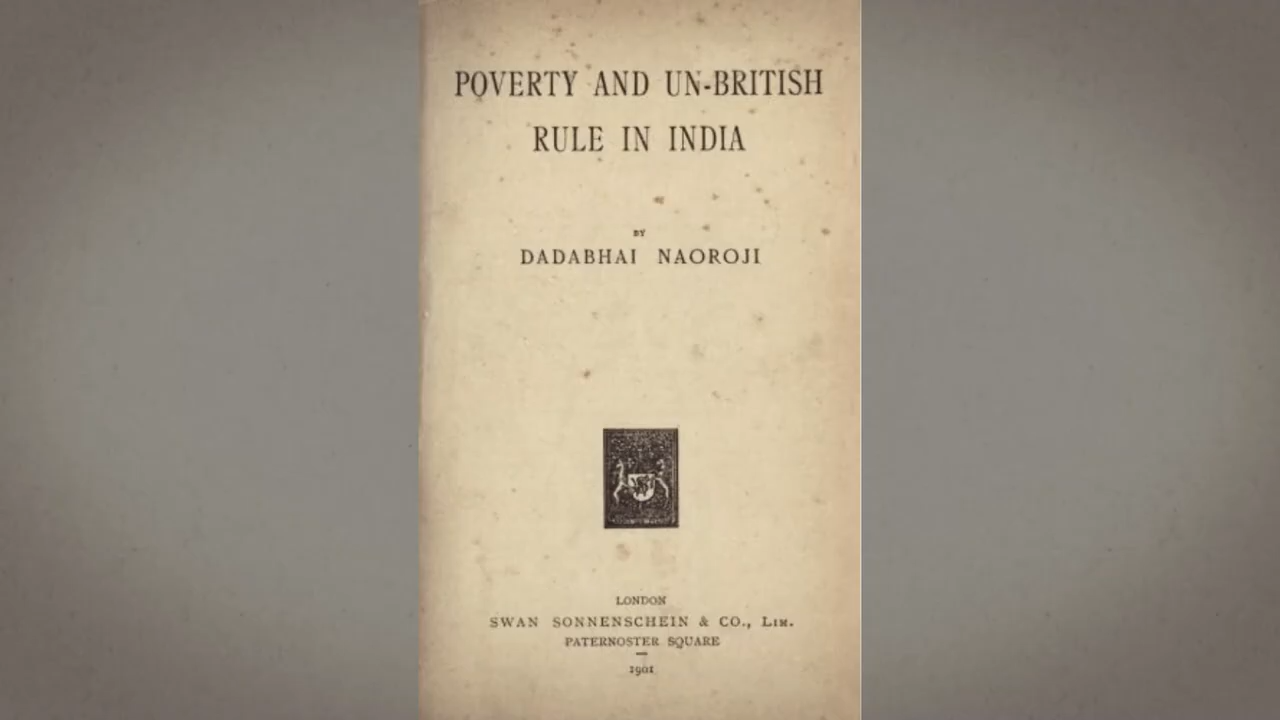 POVERTY AND UN-BRITISH
RULE IN INDIA
BY
DADABHAI NAOROJI
LONDON
SWAN SONNENSCHEIN & CO., LIM.
PATERNOSTER SQUARE
1901